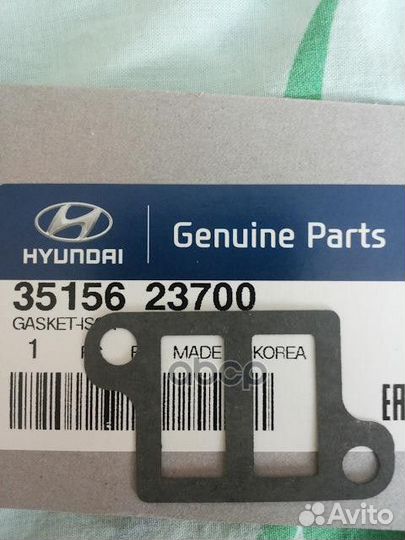 HYUNDAI
Genuine Parts
35156 23700
GASKET-IS
1 MADE KOREA
EAC
Avito